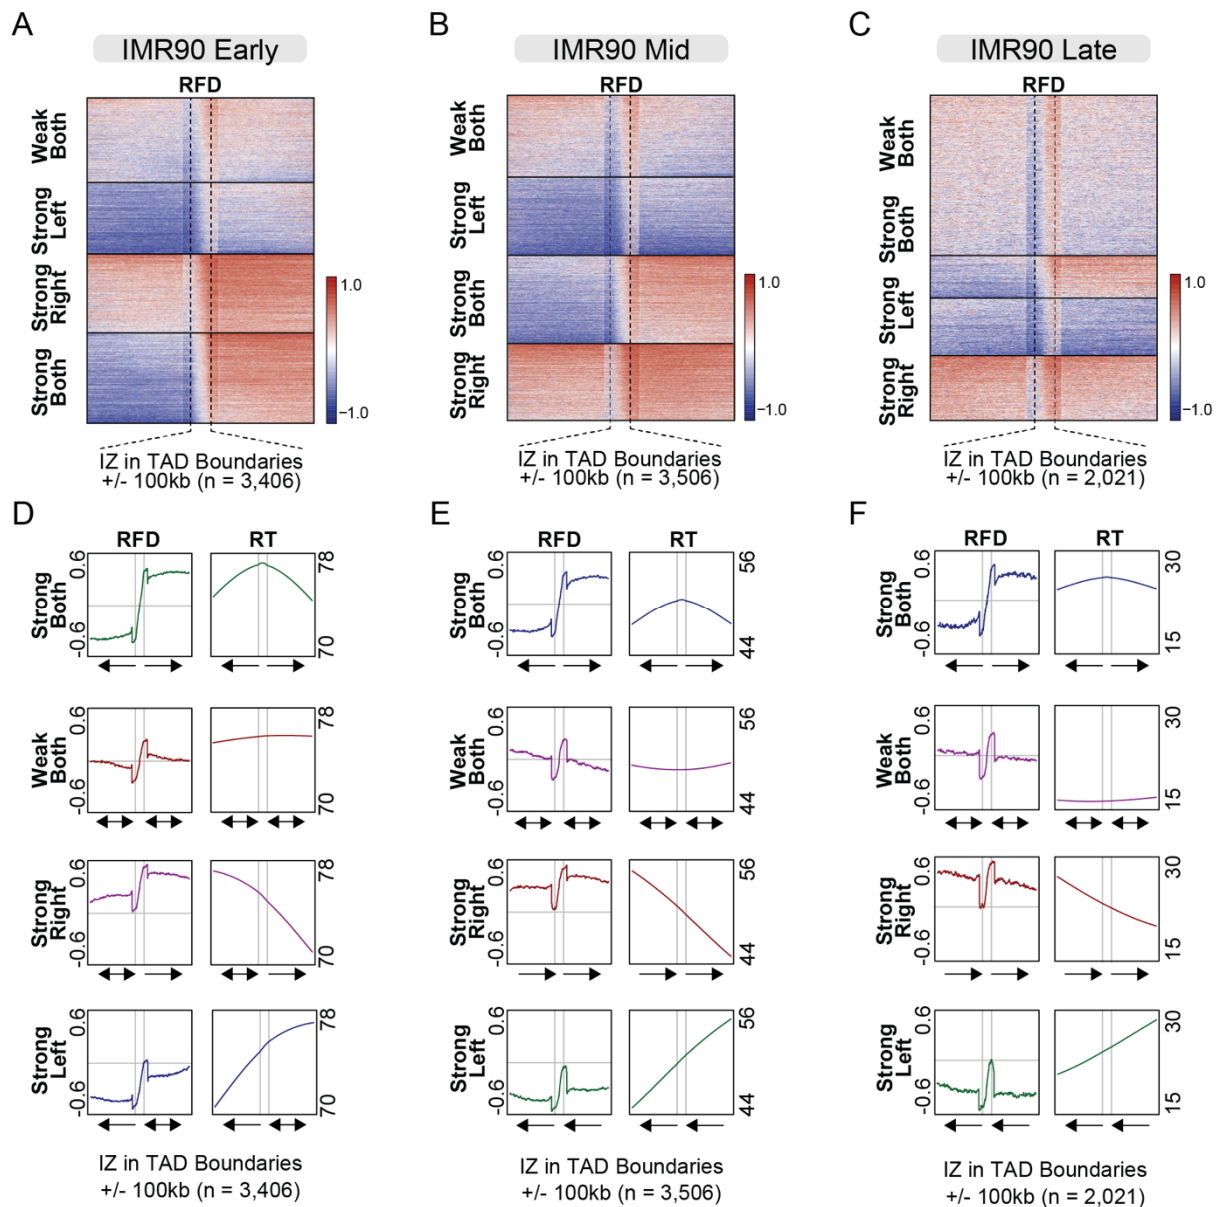 A
IMR90 Early
RFD
Weak
Both
Strong
Left
Strong
Right
Strong
Both
1.0
−1.0
IZ in TAD Boundaries
+/- 100kb (n = 3,406)
B
IMR90 Mid
RFD
Weak
Both
Strong
Left
Strong
Both
Strong
Right
1.0
−1.0
IZ in TAD Boundaries
+/- 100kb (n = 3,506)
C
IMR90 Late
RFD
Weak
Both
Strong
Both
Strong
Left
Strong
Right
1.0
−1.0
IZ in TAD Boundaries
+/- 100kb (n = 2,021)
D
RFD
RT
Strong
Both
0.6
-0.6
78
70
Weak
Both
0.6
-0.6
78
70
Strong
Right
0.6
-0.6
78
70
Strong
Left
0.6
-0.6
78
70
IZ in TAD Boundaries
+/- 100kb (n = 3,406)
E
RFD
RT
Strong
Both
0.6
-0.6
56
44
Weak
Both
0.6
-0.6
56
44
Strong
Right
0.6
-0.6
56
44
Strong
Left
0.6
-0.6
56
44
IZ in TAD Boundaries
+/- 100kb (n = 3,506)
F
RFD
RT
Strong
Both
0.6
-0.6
30
15
Weak
Both
0.6
-0.6
30
15
Strong
Right
0.6
-0.6
30
15
Strong
Left
0.6
-0.6
30
15
IZ in TAD Boundaries
+/- 100kb (n = 2,021)